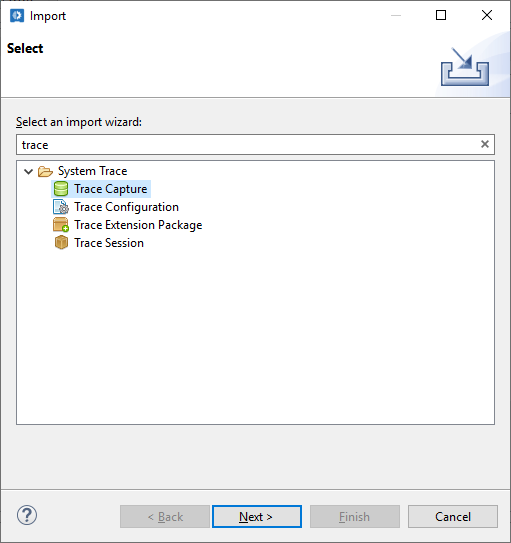 Import
Select
Select an import wizard:
trace
System Trace
Trace Capture
Trace Configuration
Trace Extension Package
Trace Session
< Back
Next >
Finish
Cancel